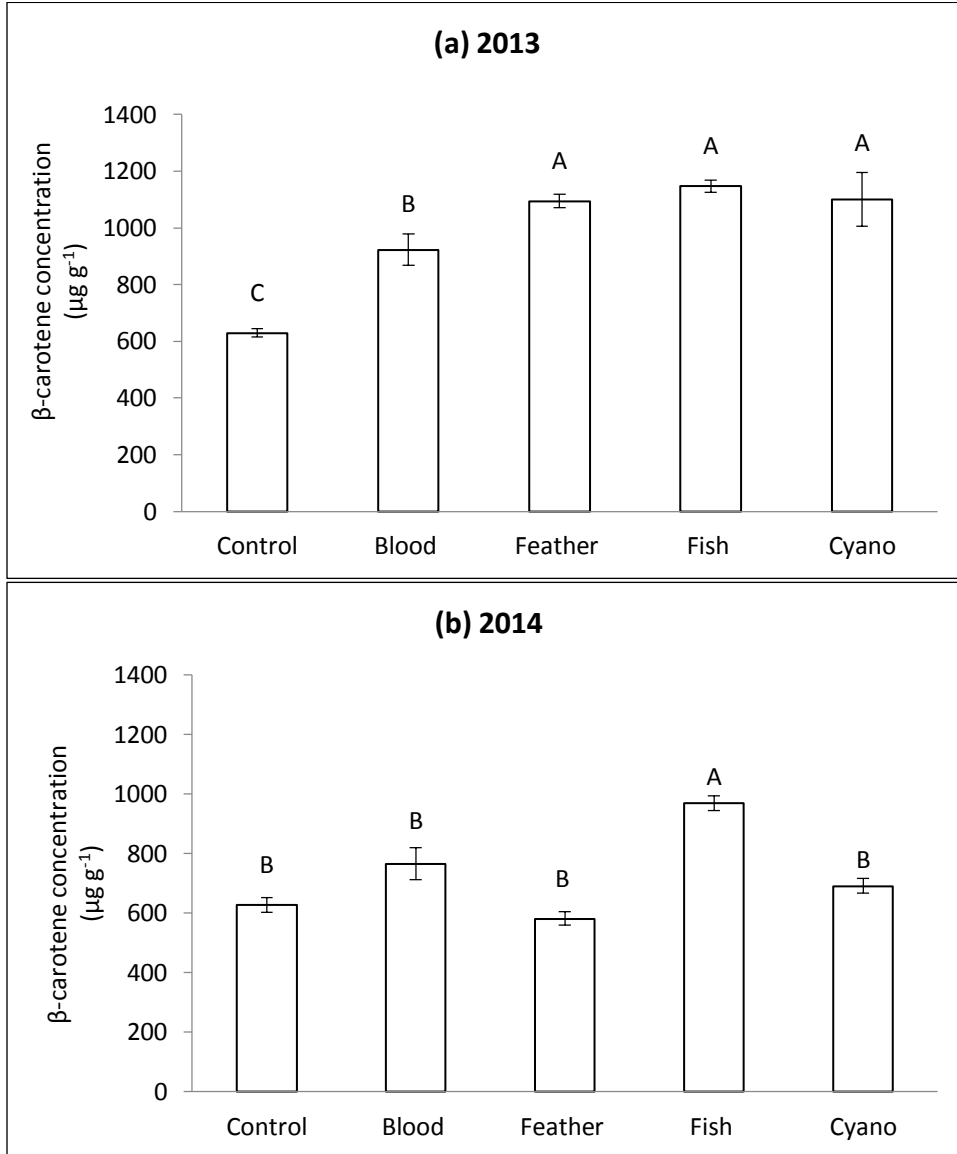 (a) 2013
β-carotene concentration
(µg g-1)
1400
1200
1000
800
600
400
200
0
C
B
A
A
A
Control Blood Feather Fish Cyano
(b) 2014
β-carotene concentration
(µg g-1)
1400
1200
1000
800
600
400
200
0
B
B
B
A
B
Control Blood Feather Fish Cyano